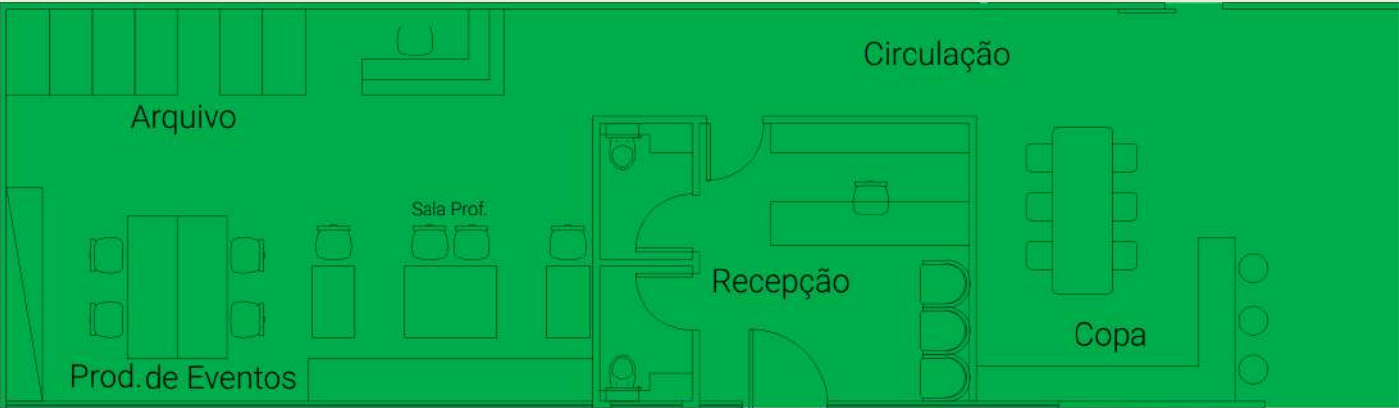 Circulação
Arquivo
Sala Prof.
Recepção
Copa
Prod.de Eventos